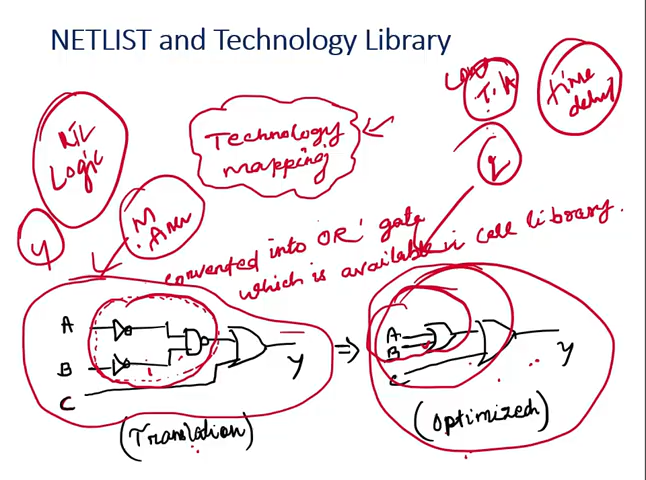 NETLIST and Technology Library
RTL
Logic
Y
M.
Area
Technology
mapping
T.A
time
delay
converted into OR' gate
which is available in cell library.
A
B
C
Y
(Translation)
⇒
A
B
C
Y
(Optimized)